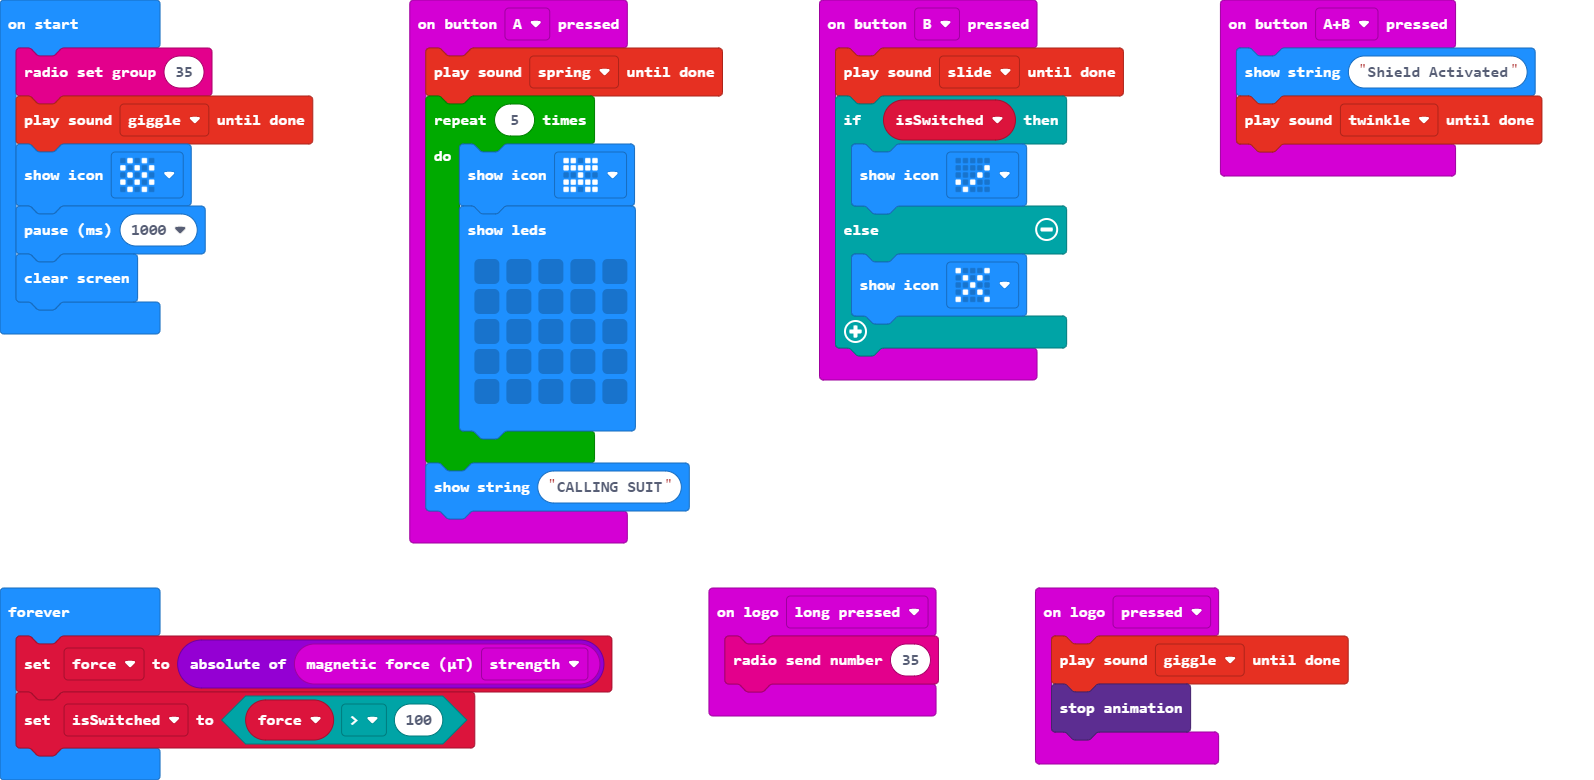 on start
radio set group 35
play sound giggle until done
show icon
pause (ms) 1000
clear screen
on button A pressed
play sound spring until done
repeat 5 times
do
show icon
show leds
show string "CALLING SUIT"
on button B pressed
play sound slide until done
if isSwitched then
show icon
else
show icon
on button A+B pressed
show string "Shield Activated"
play sound twinkle until done
forever
set force to absolute of magnetic force (µT) strength
set isSwitched to force > 100
on logo long pressed
radio send number 35
on logo pressed
play sound giggle until done
stop animation